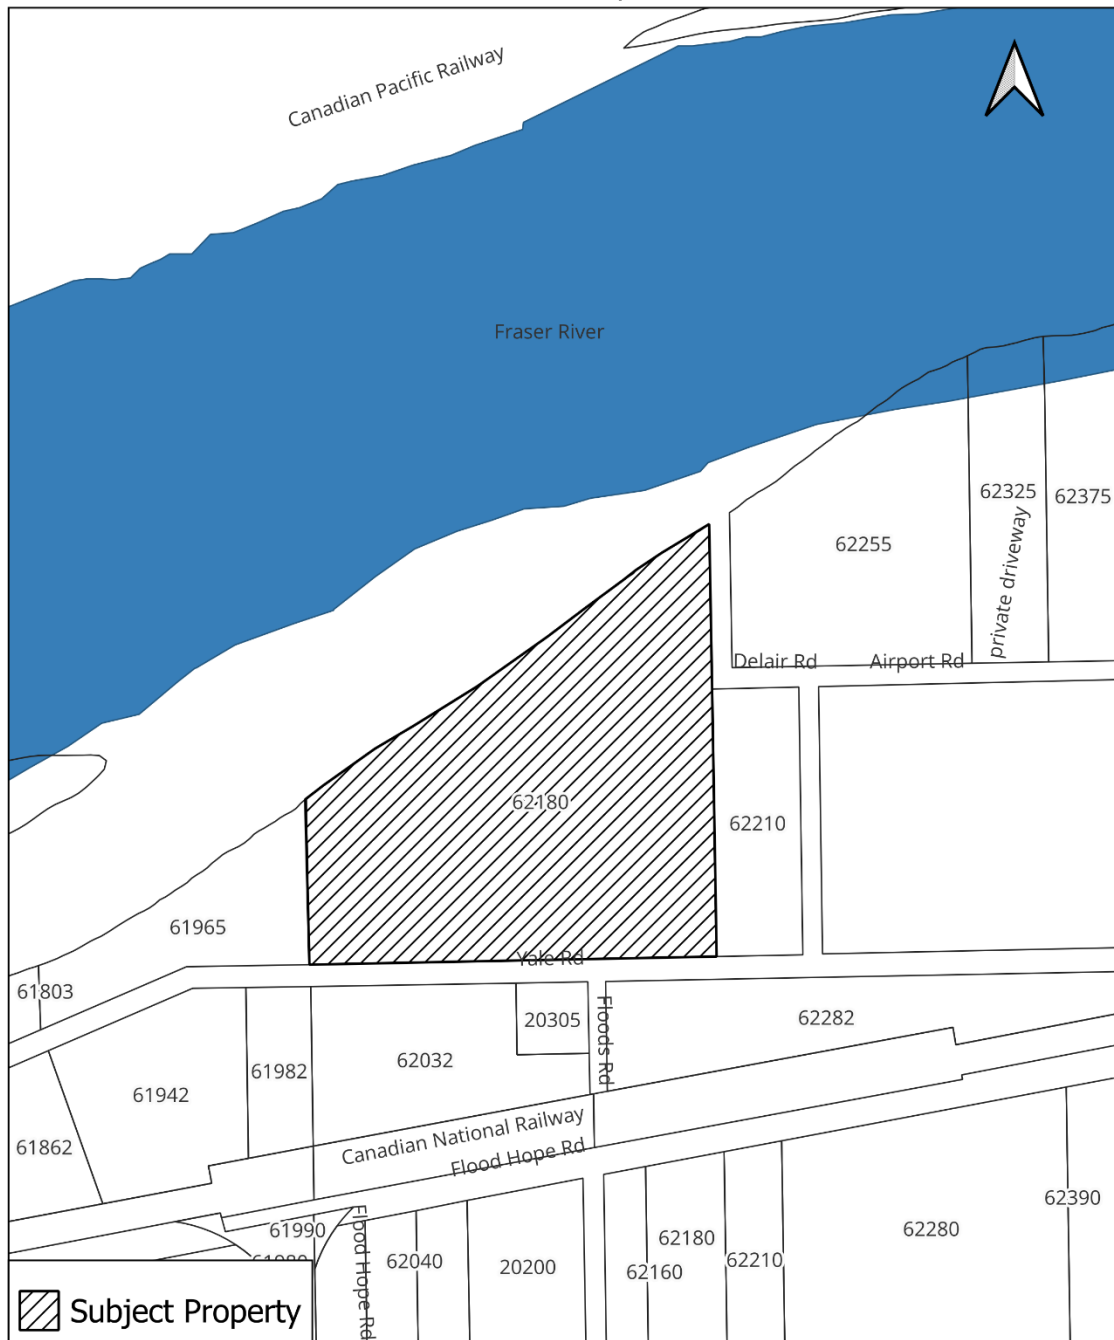 Canadian Pacific Railway
Fraser River
62325
62375
62255
private driveway
Delair Rd
Airport Rd
62180
62210
61965
Yale Rd
61803
20305
Floods Rd
62282
62032
61982
61942
61862
Canadian National Railway
Flood Hope Rd
62390
61990
62180
62280
61980
Flood Hope Rd
62040
20200
62160
62210
Subject Property